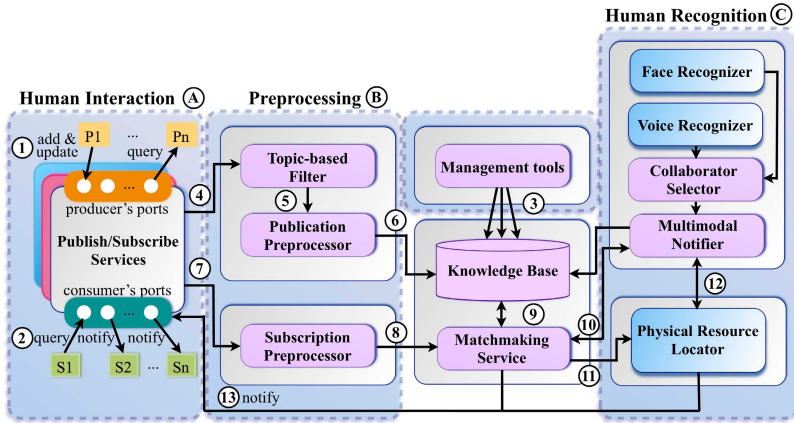 Human Interaction A
1
add &
update
P1
...
Pn
query
...
producer's ports
Publish/Subscribe
Services
consumer's ports
...
2
query
notify
notify
S1
S2
...
Sn
Preprocessing B
4
Topic-based
Filter
5
Publication
Preprocessor
6
7
Subscription
Preprocessor
8
13 notify
Management tools
3
Knowledge Base
9
Matchmaking
Service
10
11
Human Recognition C
Face Recognizer
Voice Recognizer
Collaborator
Selector
Multimodal
Notifier
12
Physical Resource
Locator